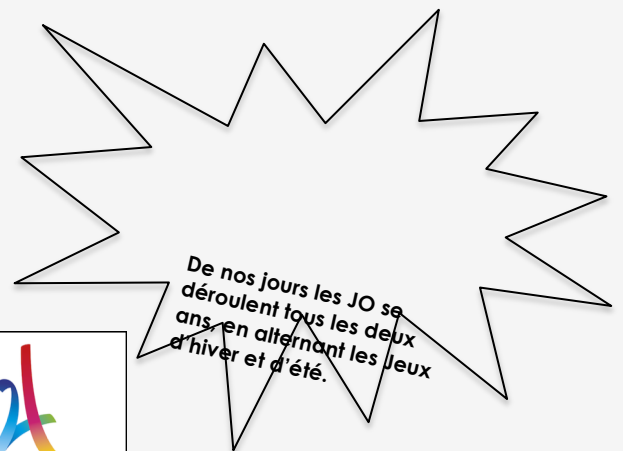 De nos jours les JO se
déroulent tous les deux
ans, en alternant les Jeux
d'hiver et d'été.